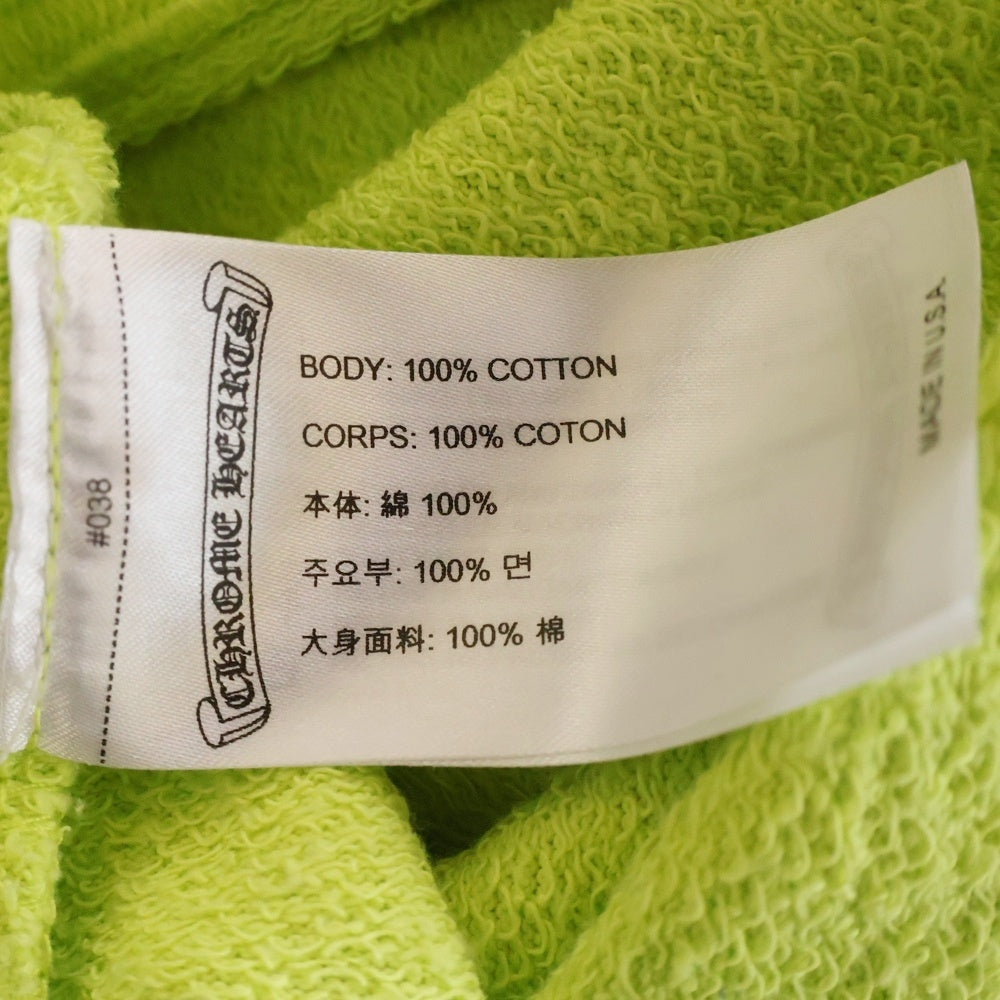 #038
CHROME HEARTS
BODY: 100% COTTON
CORPS: 100% COTON
本体: 綿 100%
주요부: 100% 면
大身面料: 100% 棉
MADE IN USA